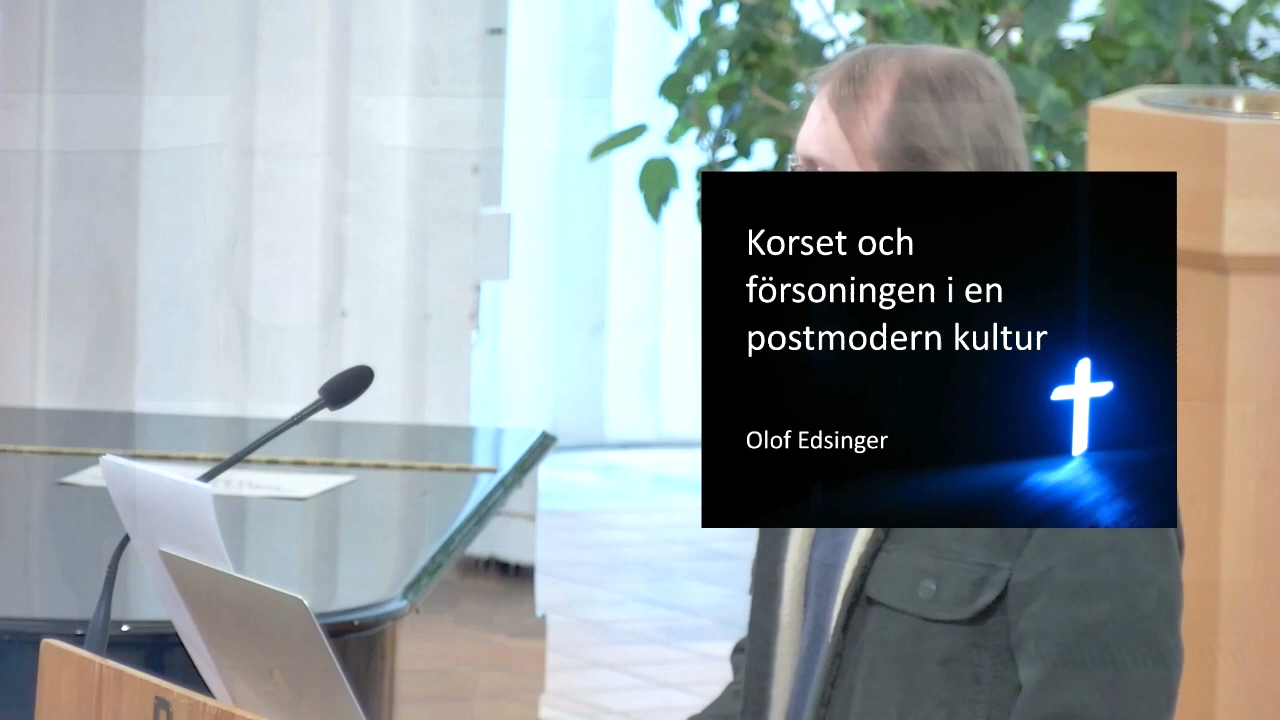 Korset och
försoningen i en
postmodern kultur
Olof Edsinger